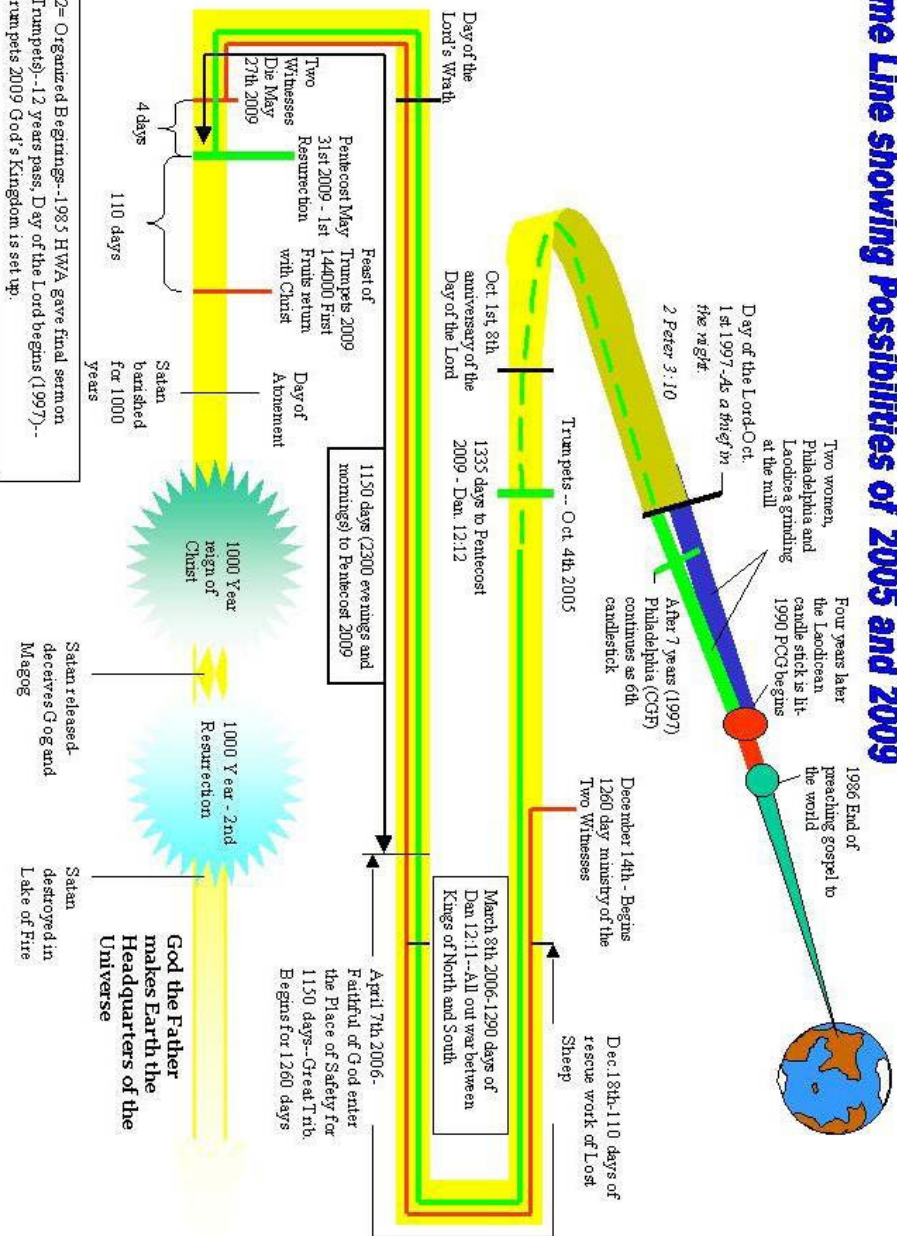 me Line showing Possibilities of 2005 and 2009
1986 End of
preaching gospel to
the world
Four years later
the Laodicean
candle stick is lit-
1990 PCG begins
Two women,
Philadelphia and
Laodicea grinding
at the mill
Day of the Lord-Oct.
1st 1997-As a thief in
the night.
2 Peter 3:10
After 7 years (1997)
Philadelphia (CGF)
continues as 6th
candlestick
Trumpets -- Oct. 4th 2005
Oct. 1st, 8th
anniversary of the
Day of the Lord
1335 days to Pentecost
2009 - Dan. 12:12
December 14th - Begins
1260 day ministry of the
Two Witnesses
Dec.18th-110 days of
rescue work of Lost
Sheep
March 8th 2006-1290 days of
Dan 12:11--All out war between
Kings of North and South
Day of the
Lord's Wrath
1150 days (2300 evenings and
mornings) to Pentecost 2009
April 7th 2006-
Faithful of God enter
the Place of Safety for
1150 days--Great Trib.
Begins for 1260 days
Two
Witnesses
Die May
27th 2009
Pentecost May
31st 2009 - 1st
Resurrection
Feast of
Trumpets 2009
144000 First
Fruits return
with Christ
Day of
Atonement
4 days
110 days
Satan
banished
for 1000
years
1000 Year
reign of
Christ
Satan released-
deceives Gog and
Magog
1000 Year - 2nd
Resurrection
Satan
destroyed in
Lake of Fire
God the Father
makes Earth the
Headquarters of the
Universe
2= Organized Beginings--1985 HWA gave final sermon
Trumpets)--12 years pass, Day of the Lord begins (1997)--
rumpets 2009 God's Kingdom is set up.